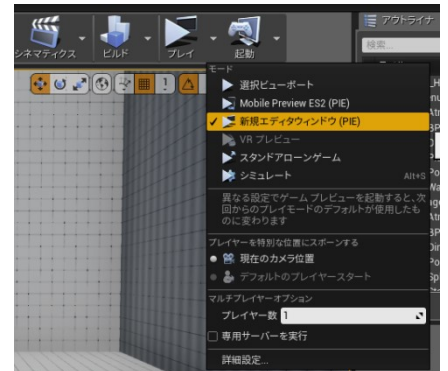 シネマティクス
ビルド
プレイ
起動
アウトライナ
検索...
モード
選択ビューポート
Mobile Preview ES2 (PIE)
新規エディタウィンドウ (PIE)
VR プレビュー
スタンドアローンゲーム
シミュレート Alt+S
異なる設定でゲーム プレビューを起動すると、次
回からのプレイモードのデフォルトが使用したも
のに変わります
プレイヤーを特別な位置にスポーンする
現在のカメラ位置
デフォルトのプレイヤースタート
マルチプレイヤーオプション
プレイヤー数 1
専用サーバーを実行
詳細設定...